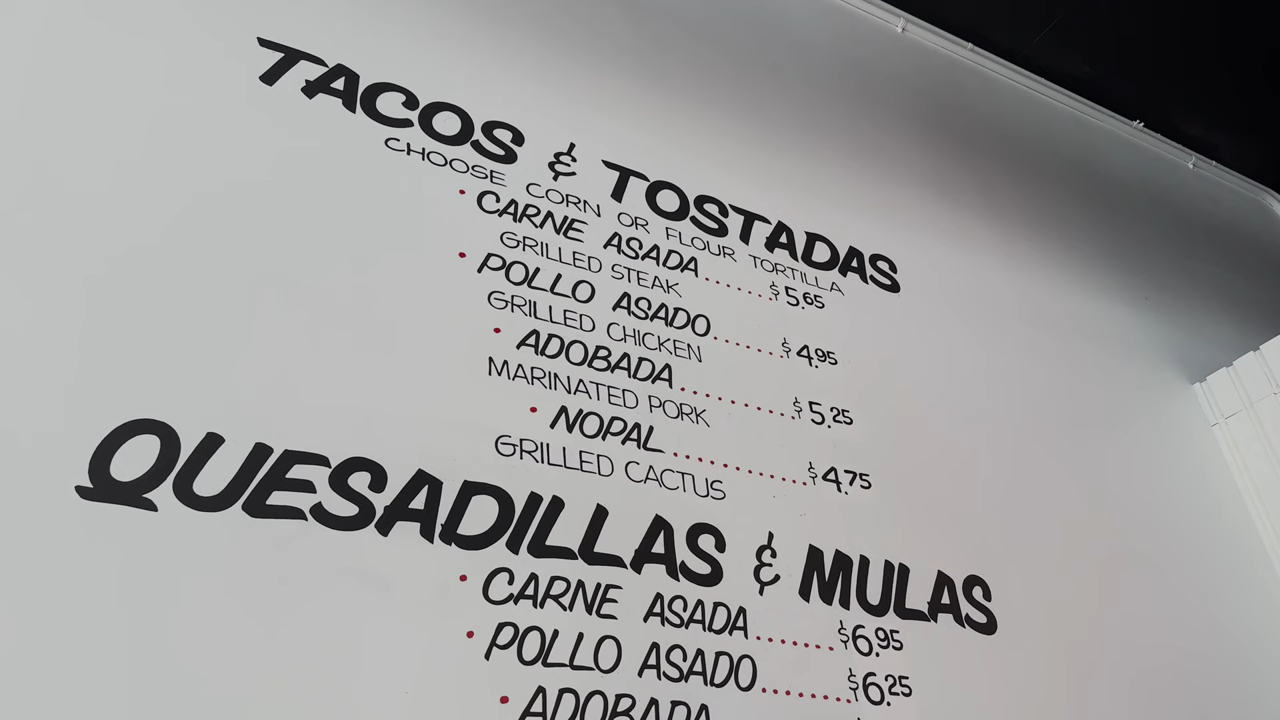 TACOS & TOSTADAS
CHOOSE CORN OR FLOUR TORTILLA
• CARNE ASADA.......$5.65
GRILLED STEAK
• POLLO ASADO.......$4.95
GRILLED CHICKEN
• ADOBADA..........$5.25
MARINATED PORK
• NOPAL............$4.75
GRILLED CACTUS
QUESADILLAS & MULAS
• CARNE ASADA.......$6.95
• POLLO ASADO........$6.25
• ADOBADA